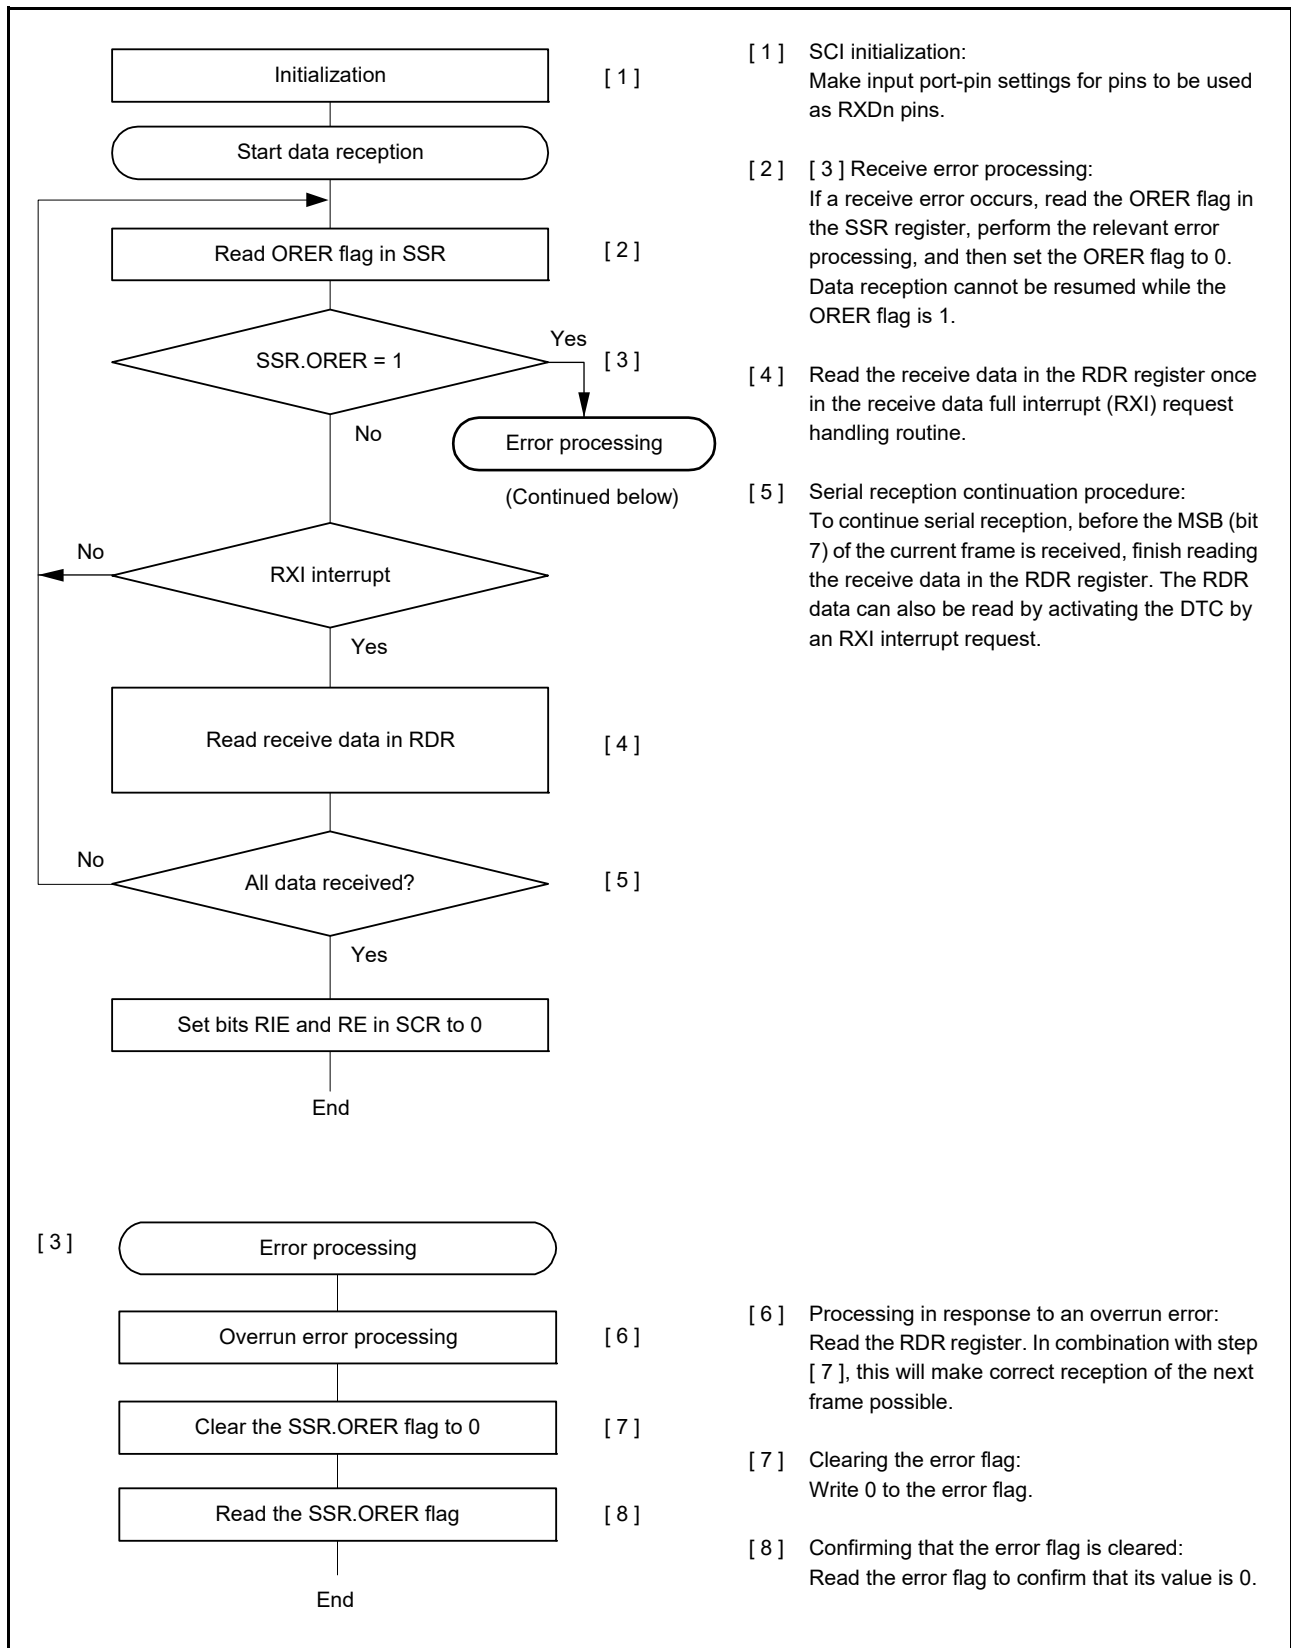 Initialization
[ 1 ]
Start data reception
Read ORER flag in SSR
[ 2 ]
SSR.ORER = 1
Yes
[ 3 ]
No
Error processing
(Continued below)
No
RXI interrupt
Yes
Read receive data in RDR
[ 4 ]
No
All data received?
[ 5 ]
Yes
Set bits RIE and RE in SCR to 0
End
[ 1 ] SCI initialization:
Make input port-pin settings for pins to be used
as RXDn pins.
[ 2 ] [ 3 ] Receive error processing:
If a receive error occurs, read the ORER flag in
the SSR register, perform the relevant error
processing, and then set the ORER flag to 0.
Data reception cannot be resumed while the
ORER flag is 1.
[ 4 ] Read the receive data in the RDR register once
in the receive data full interrupt (RXI) request
handling routine.
[ 5 ] Serial reception continuation procedure:
To continue serial reception, before the MSB (bit
7) of the current frame is received, finish reading
the receive data in the RDR register. The RDR
data can also be read by activating the DTC by
an RXI interrupt request.
[ 3 ]
Error processing
Overrun error processing
[ 6 ]
Clear the SSR.ORER flag to 0
[ 7 ]
Read the SSR.ORER flag
[ 8 ]
End
[ 6 ] Processing in response to an overrun error:
Read the RDR register. In combination with step
[ 7 ], this will make correct reception of the next
frame possible.
[ 7 ] Clearing the error flag:
Write 0 to the error flag.
[ 8 ] Confirming that the error flag is cleared:
Read the error flag to confirm that its value is 0.